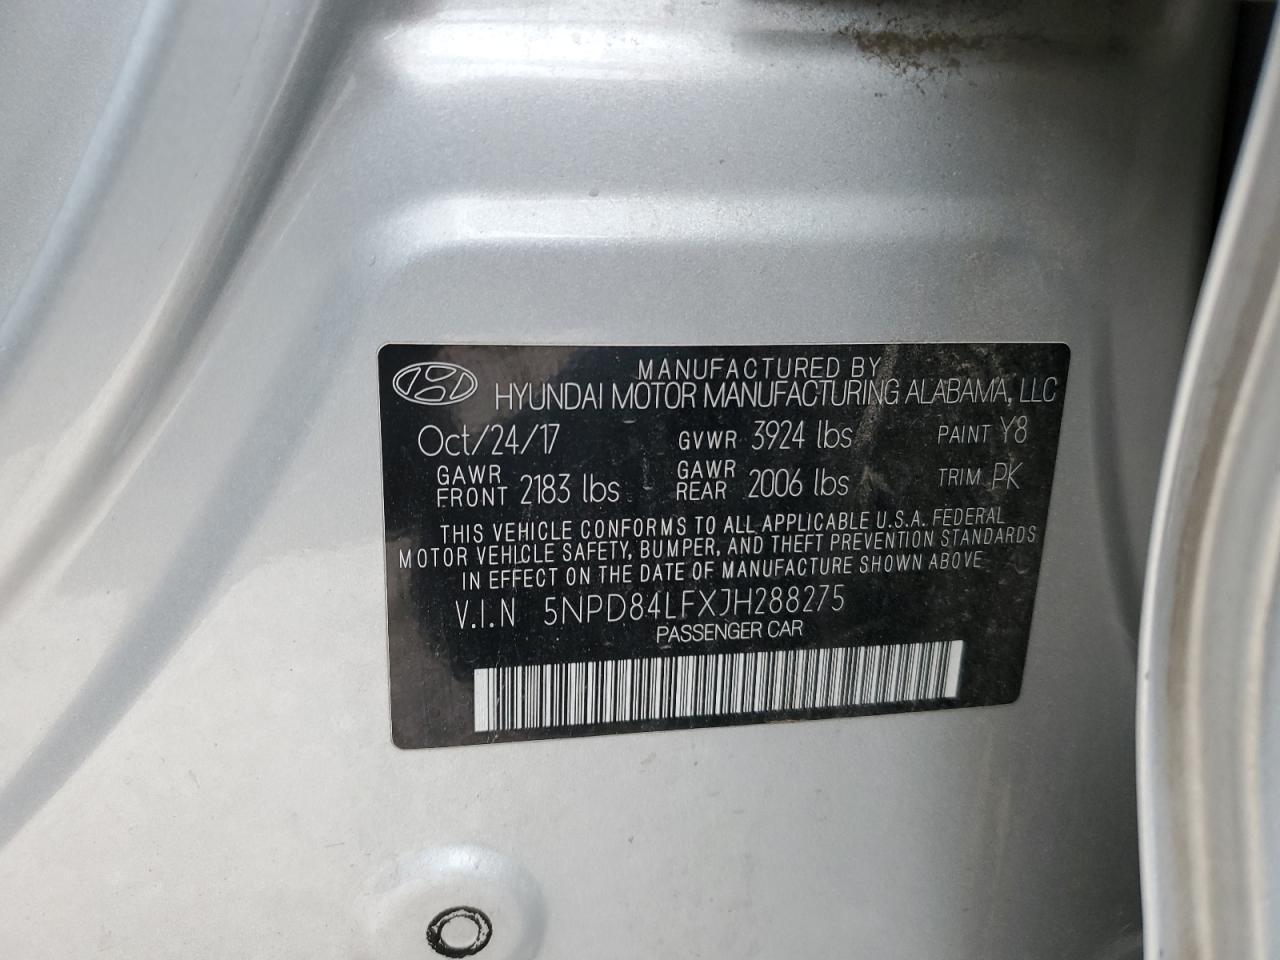 MANUFACTURED BY
HYUNDAI MOTOR MANUFACTURING ALABAMA, LLC
Oct/24/17 GVWR 3924 lbs PAINT Y8
GAWR FRONT 2183 lbs GAWR REAR 2006 lbs TRIM PK
THIS VEHICLE CONFORMS TO ALL APPLICABLE U.S.A. FEDERAL
MOTOR VEHICLE SAFETY, BUMPER, AND THEFT PREVENTION STANDARDS
IN EFFECT ON THE DATE OF MANUFACTURE SHOWN ABOVE
V.I.N 5NPD84LFXJH288275
PASSENGER CAR